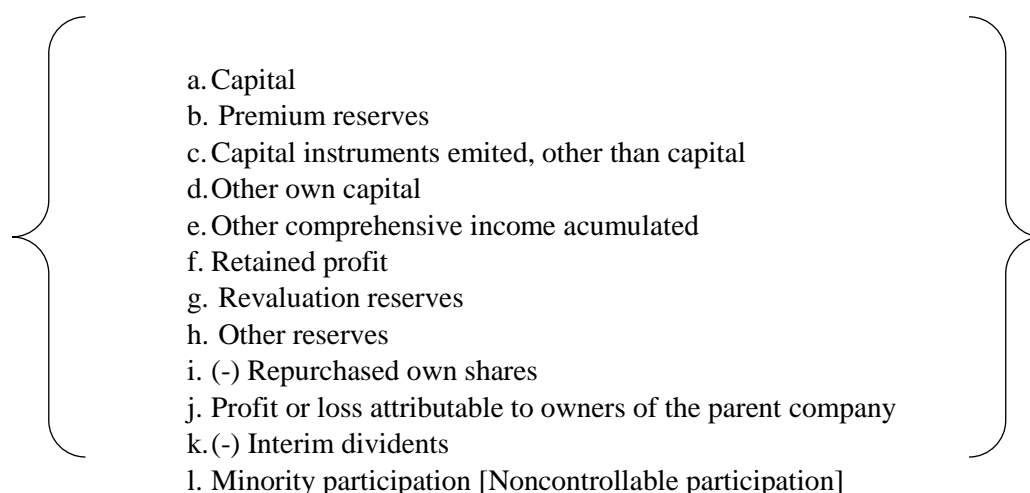 a. Capital
b. Premium reserves
c. Capital instruments emited, other than capital
d. Other own capital
e. Other comprehensive income acumulated
f. Retained profit
g. Revaluation reserves
h. Other reserves
i. (-) Repurchased own shares
j. Profit or loss attributable to owners of the parent company
k. (-) Interim dividents
l. Minority participation [Noncontrollable participation]